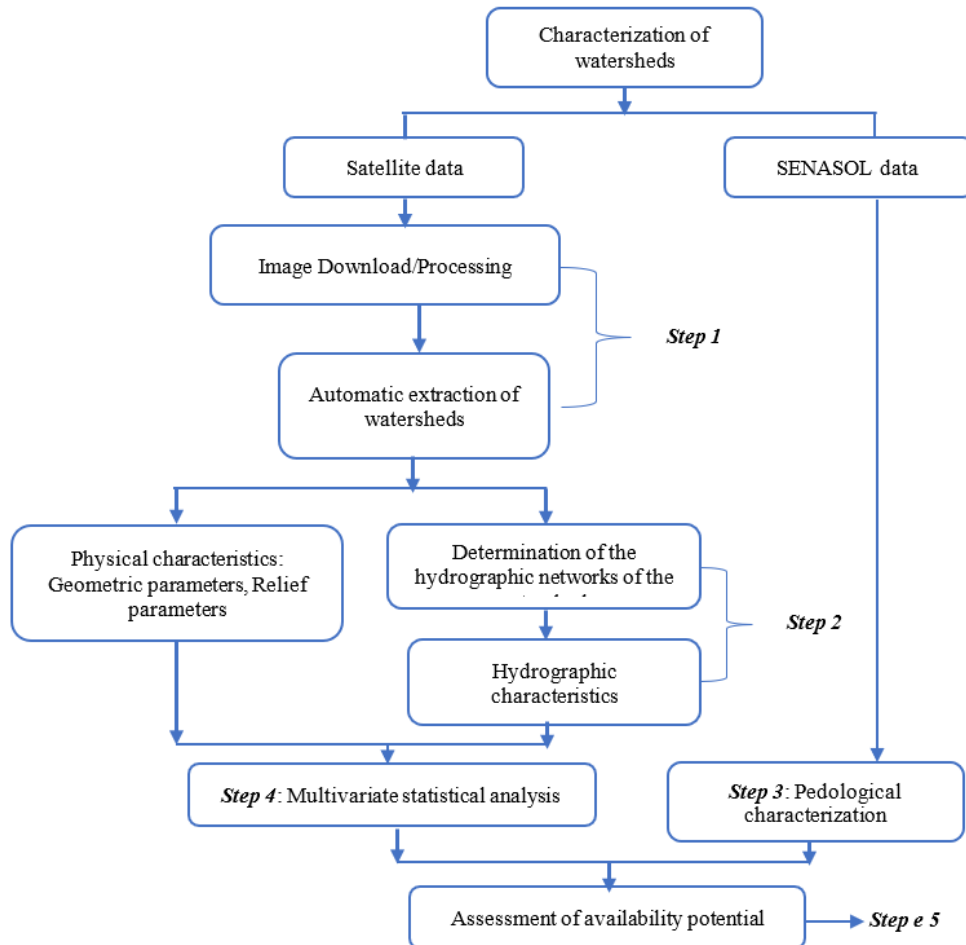 Characterization of
watersheds
Satellite data
SENASOL data
Image Download/Processing
Step 1
Automatic extraction of
watersheds
Physical characteristics:
Geometric parameters, Relief
parameters
Determination of the
hydrographic networks of the
Step 2
Hydrographic
characteristics
Step 4: Multivariate statistical analysis
Step 3: Pedological
characterization
Assessment of availability potential
Step e 5